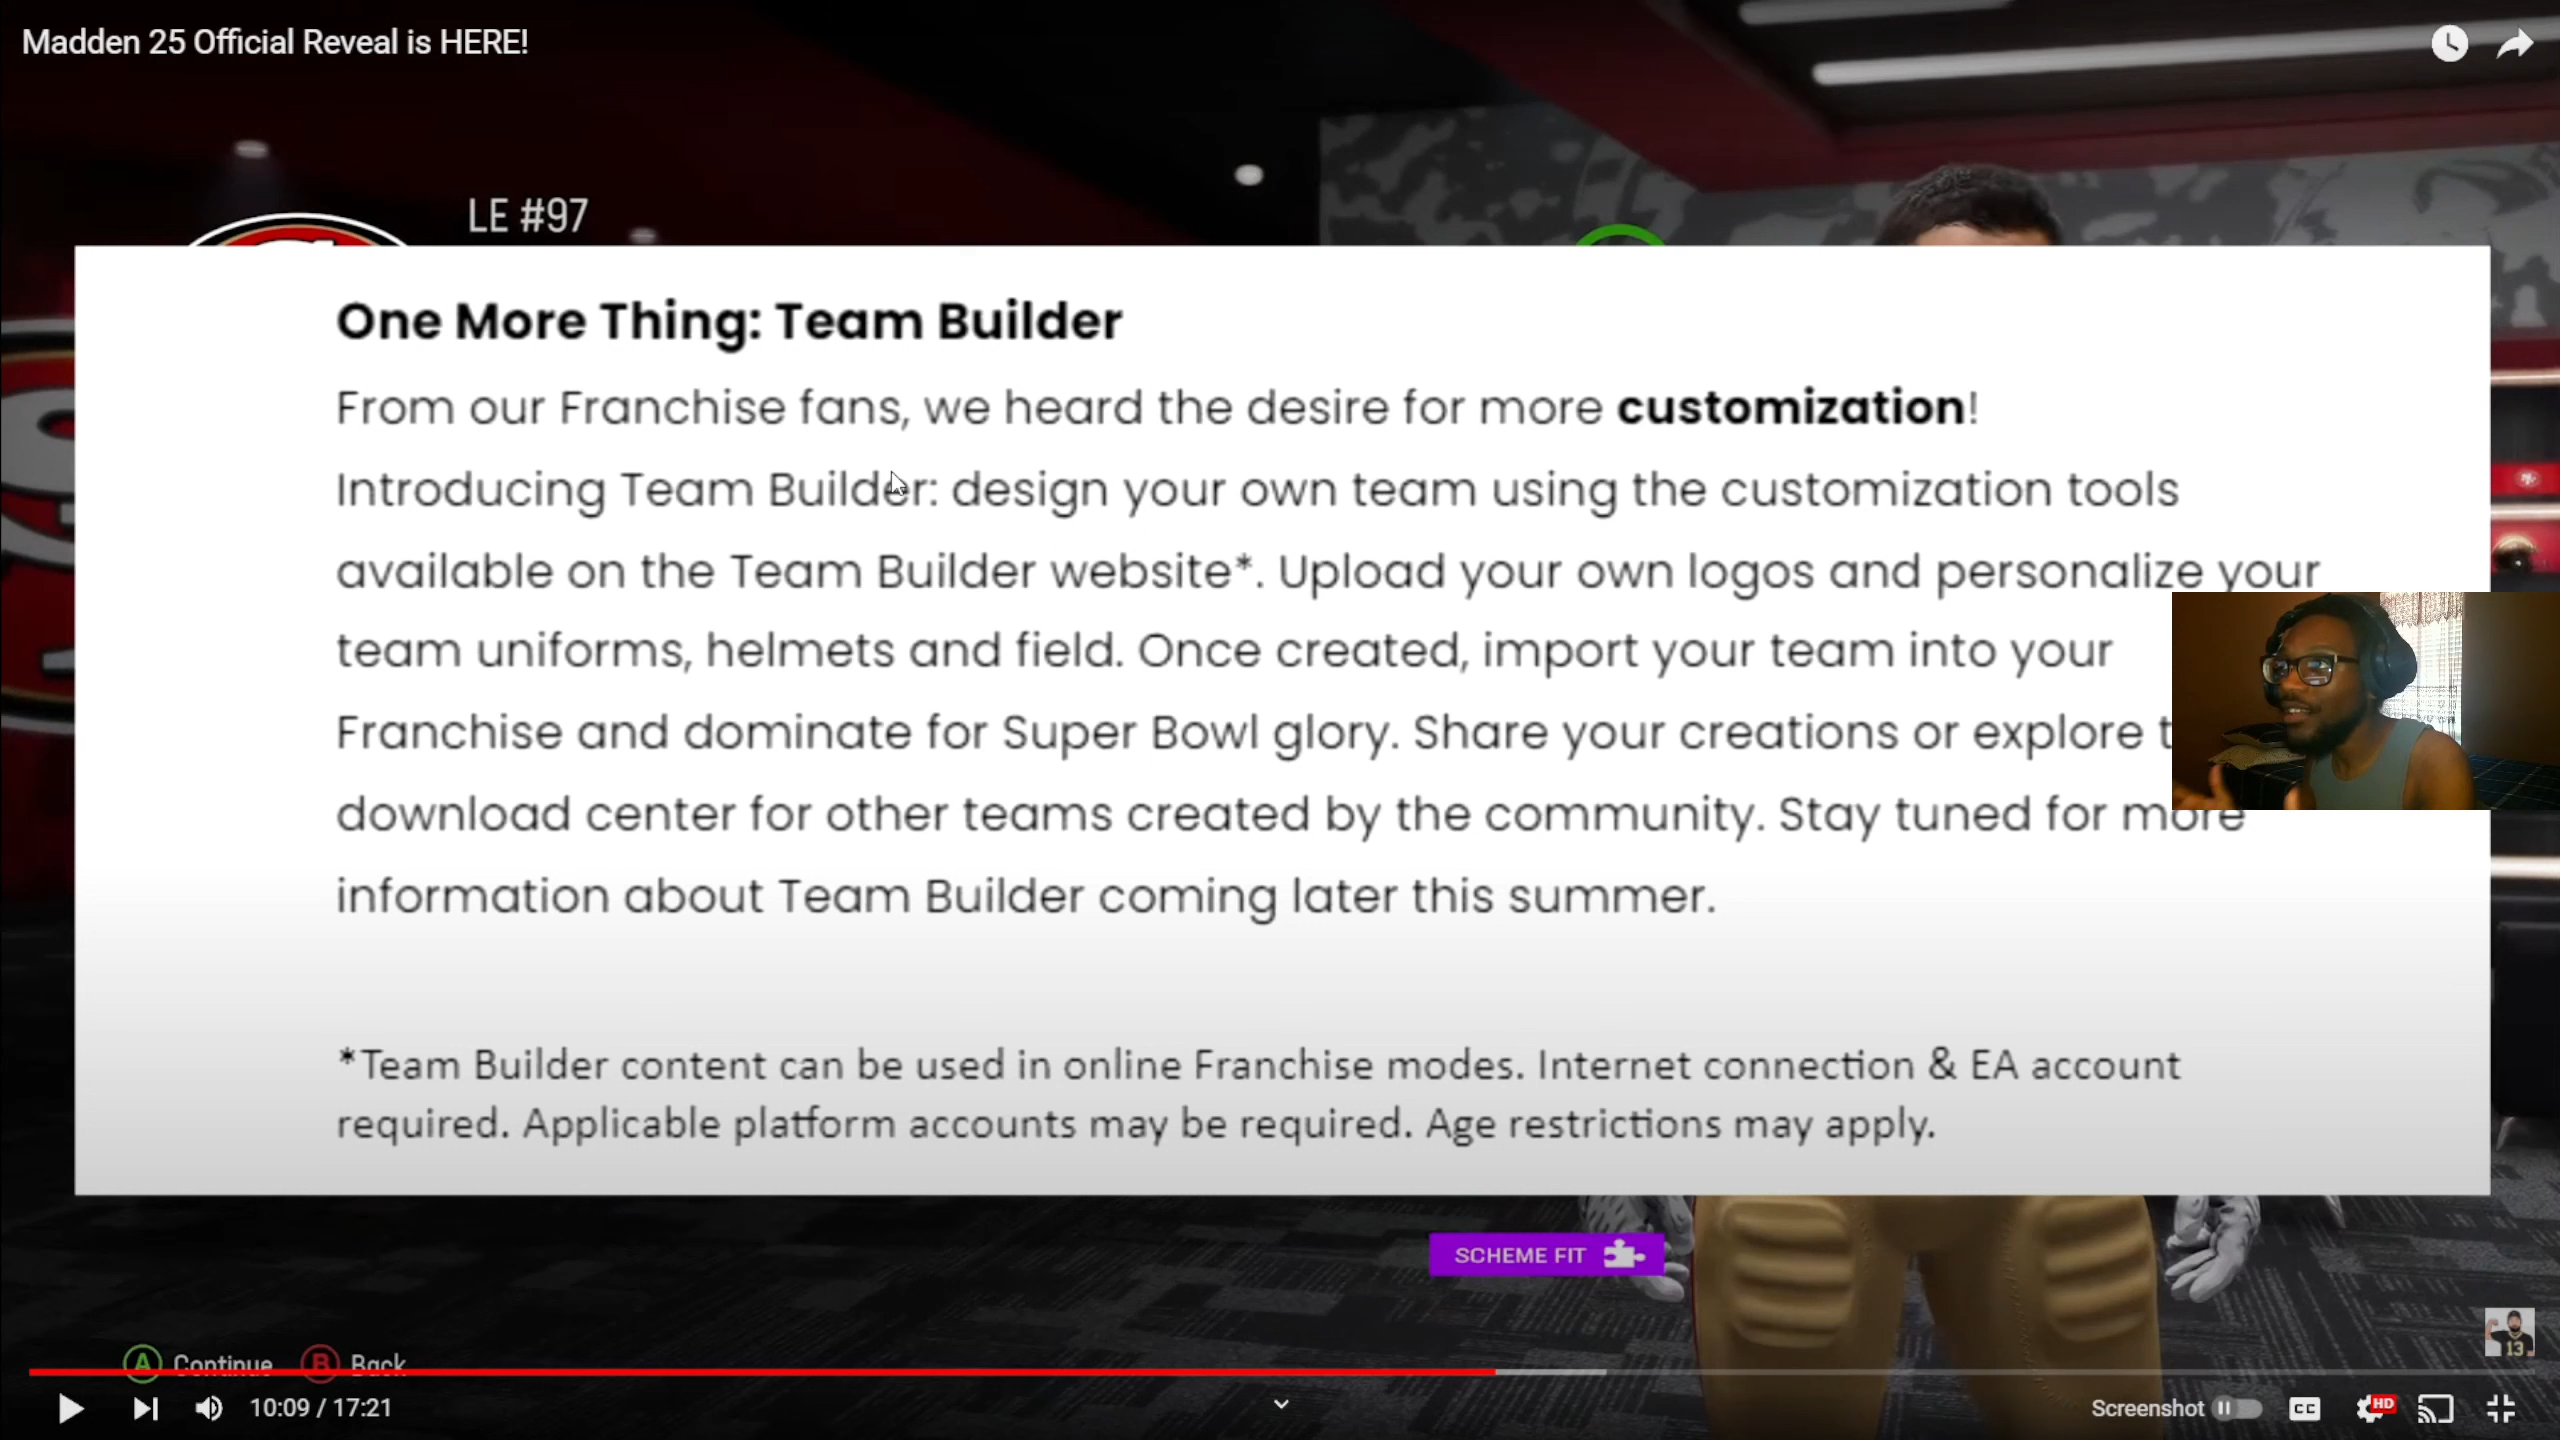 Madden 25 Official Reveal is HERE!
LE #97
One More Thing: Team Builder
From our Franchise fans, we heard the desire for more customization!
Introducing Team Builder: design your own team using the customization tools
available on the Team Builder website*. Upload your own logos and personalize your
team uniforms, helmets and field. Once created, import your team into your
Franchise and dominate for Super Bowl glory. Share your creations or explore
download center for other teams created by the community. Stay tuned for more
information about Team Builder coming later this summer.
*Team Builder content can be used in online Franchise modes. Internet connection & EA account
required. Applicable platform accounts may be required. Age restrictions may apply.
SCHEME FIT
A Continue B Back
13
10:09 / 17:21
Screenshot CC HD